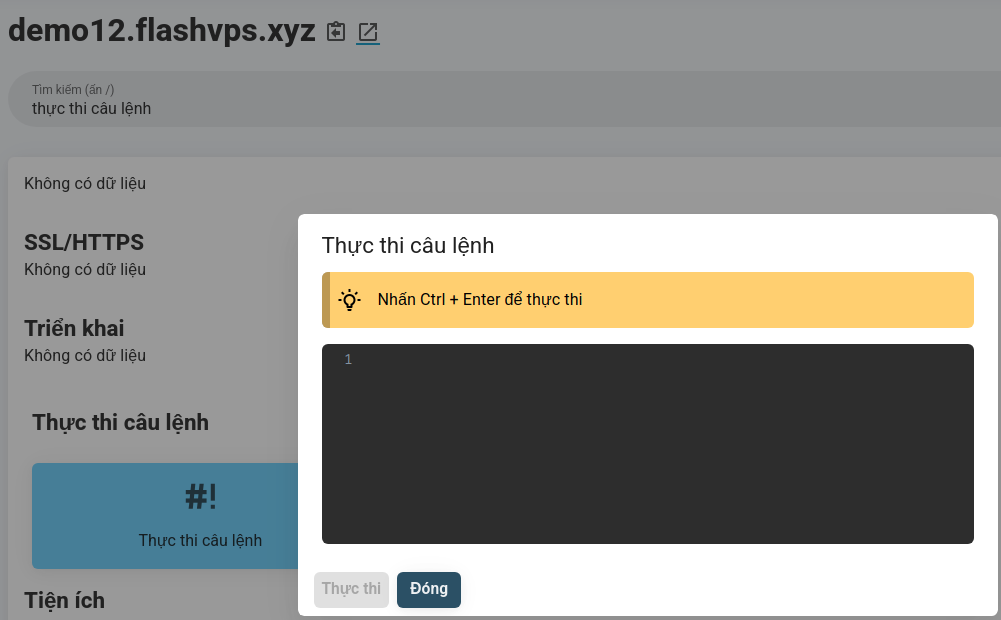 demo12.flashvps.xyz
Tìm kiếm (ấn /)
thực thi câu lệnh
Không có dữ liệu
SSL/HTTPS
Không có dữ liệu
Triển khai
Không có dữ liệu
Thực thi câu lệnh
#!
Thực thi câu lệnh
Tiện ích
Thực thi câu lệnh
Nhấn Ctrl + Enter để thực thi
1
Thực thi
Đóng